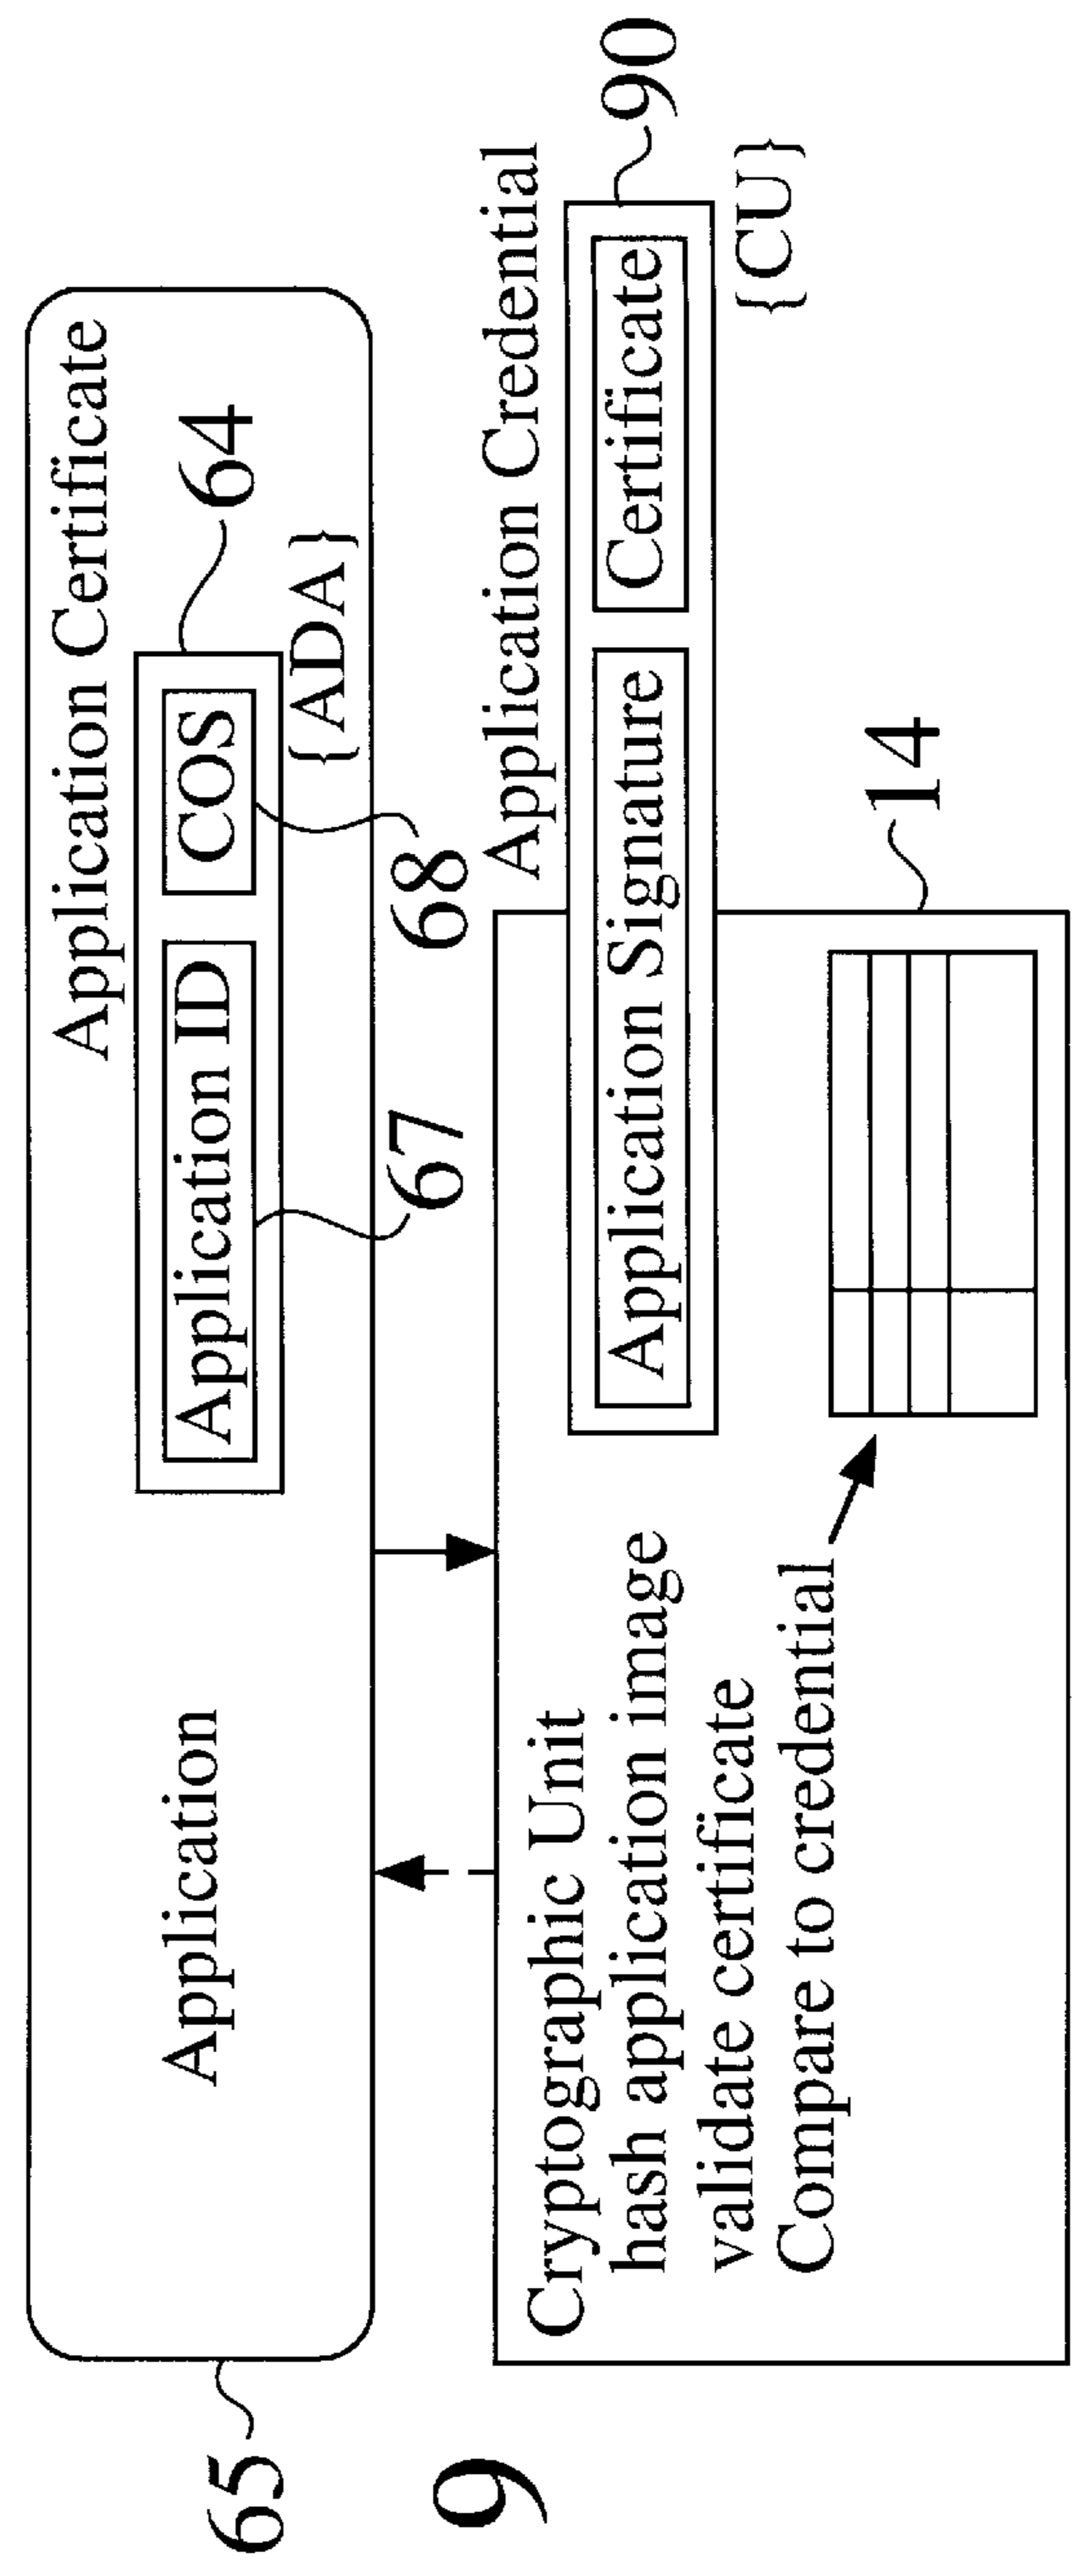 Application Certificate
Application
Application ID
COS
64
{ADA}
65
67
68
9
Application Credential
Cryptographic Unit
hash application image
validate certificate
Compare to credential
Application Signature
Certificate
90
{CU}
14